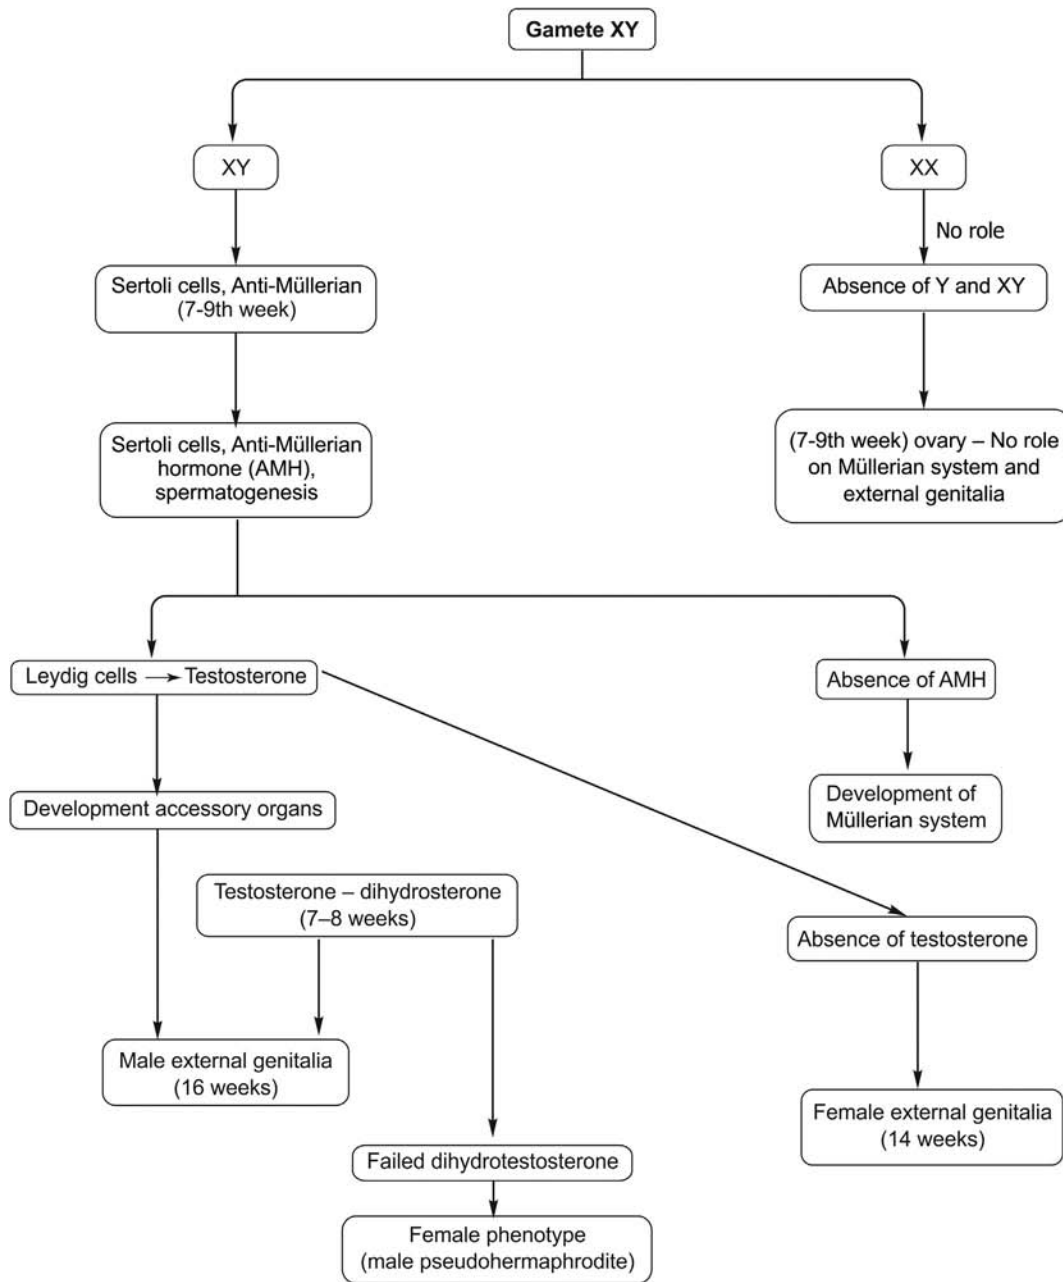 Gamete XY
XY
XX
No role
Sertoli cells, Anti-Müllerian
(7-9th week)
Absence of Y and XY
Sertoli cells, Anti-Müllerian
hormone (AMH),
spermatogenesis
(7-9th week) ovary – No role
on Müllerian system and
external genitalia
Leydig cells → Testosterone
Absence of AMH
Development accessory organs
Development of
Müllerian system
Testosterone – dihydrosterone
(7–8 weeks)
Absence of testosterone
Male external genitalia
(16 weeks)
Female external genitalia
(14 weeks)
Failed dihydrotestosterone
Female phenotype
(male pseudohermaphrodite)